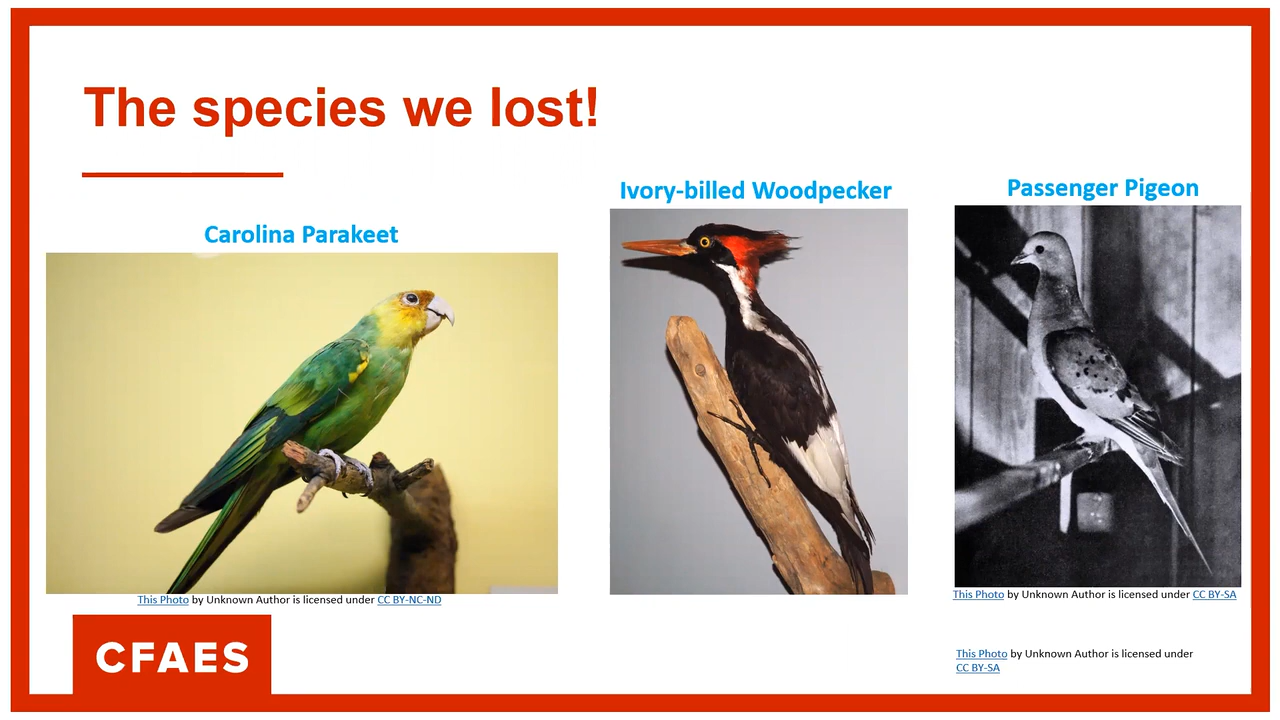 The species we lost!
Ivory-billed Woodpecker
Passenger Pigeon
Carolina Parakeet
This Photo by Unknown Author is licensed under CC BY-NC-ND
This Photo by Unknown Author is licensed under CC BY-SA
CFAES
This Photo by Unknown Author is licensed under
CC BY-SA